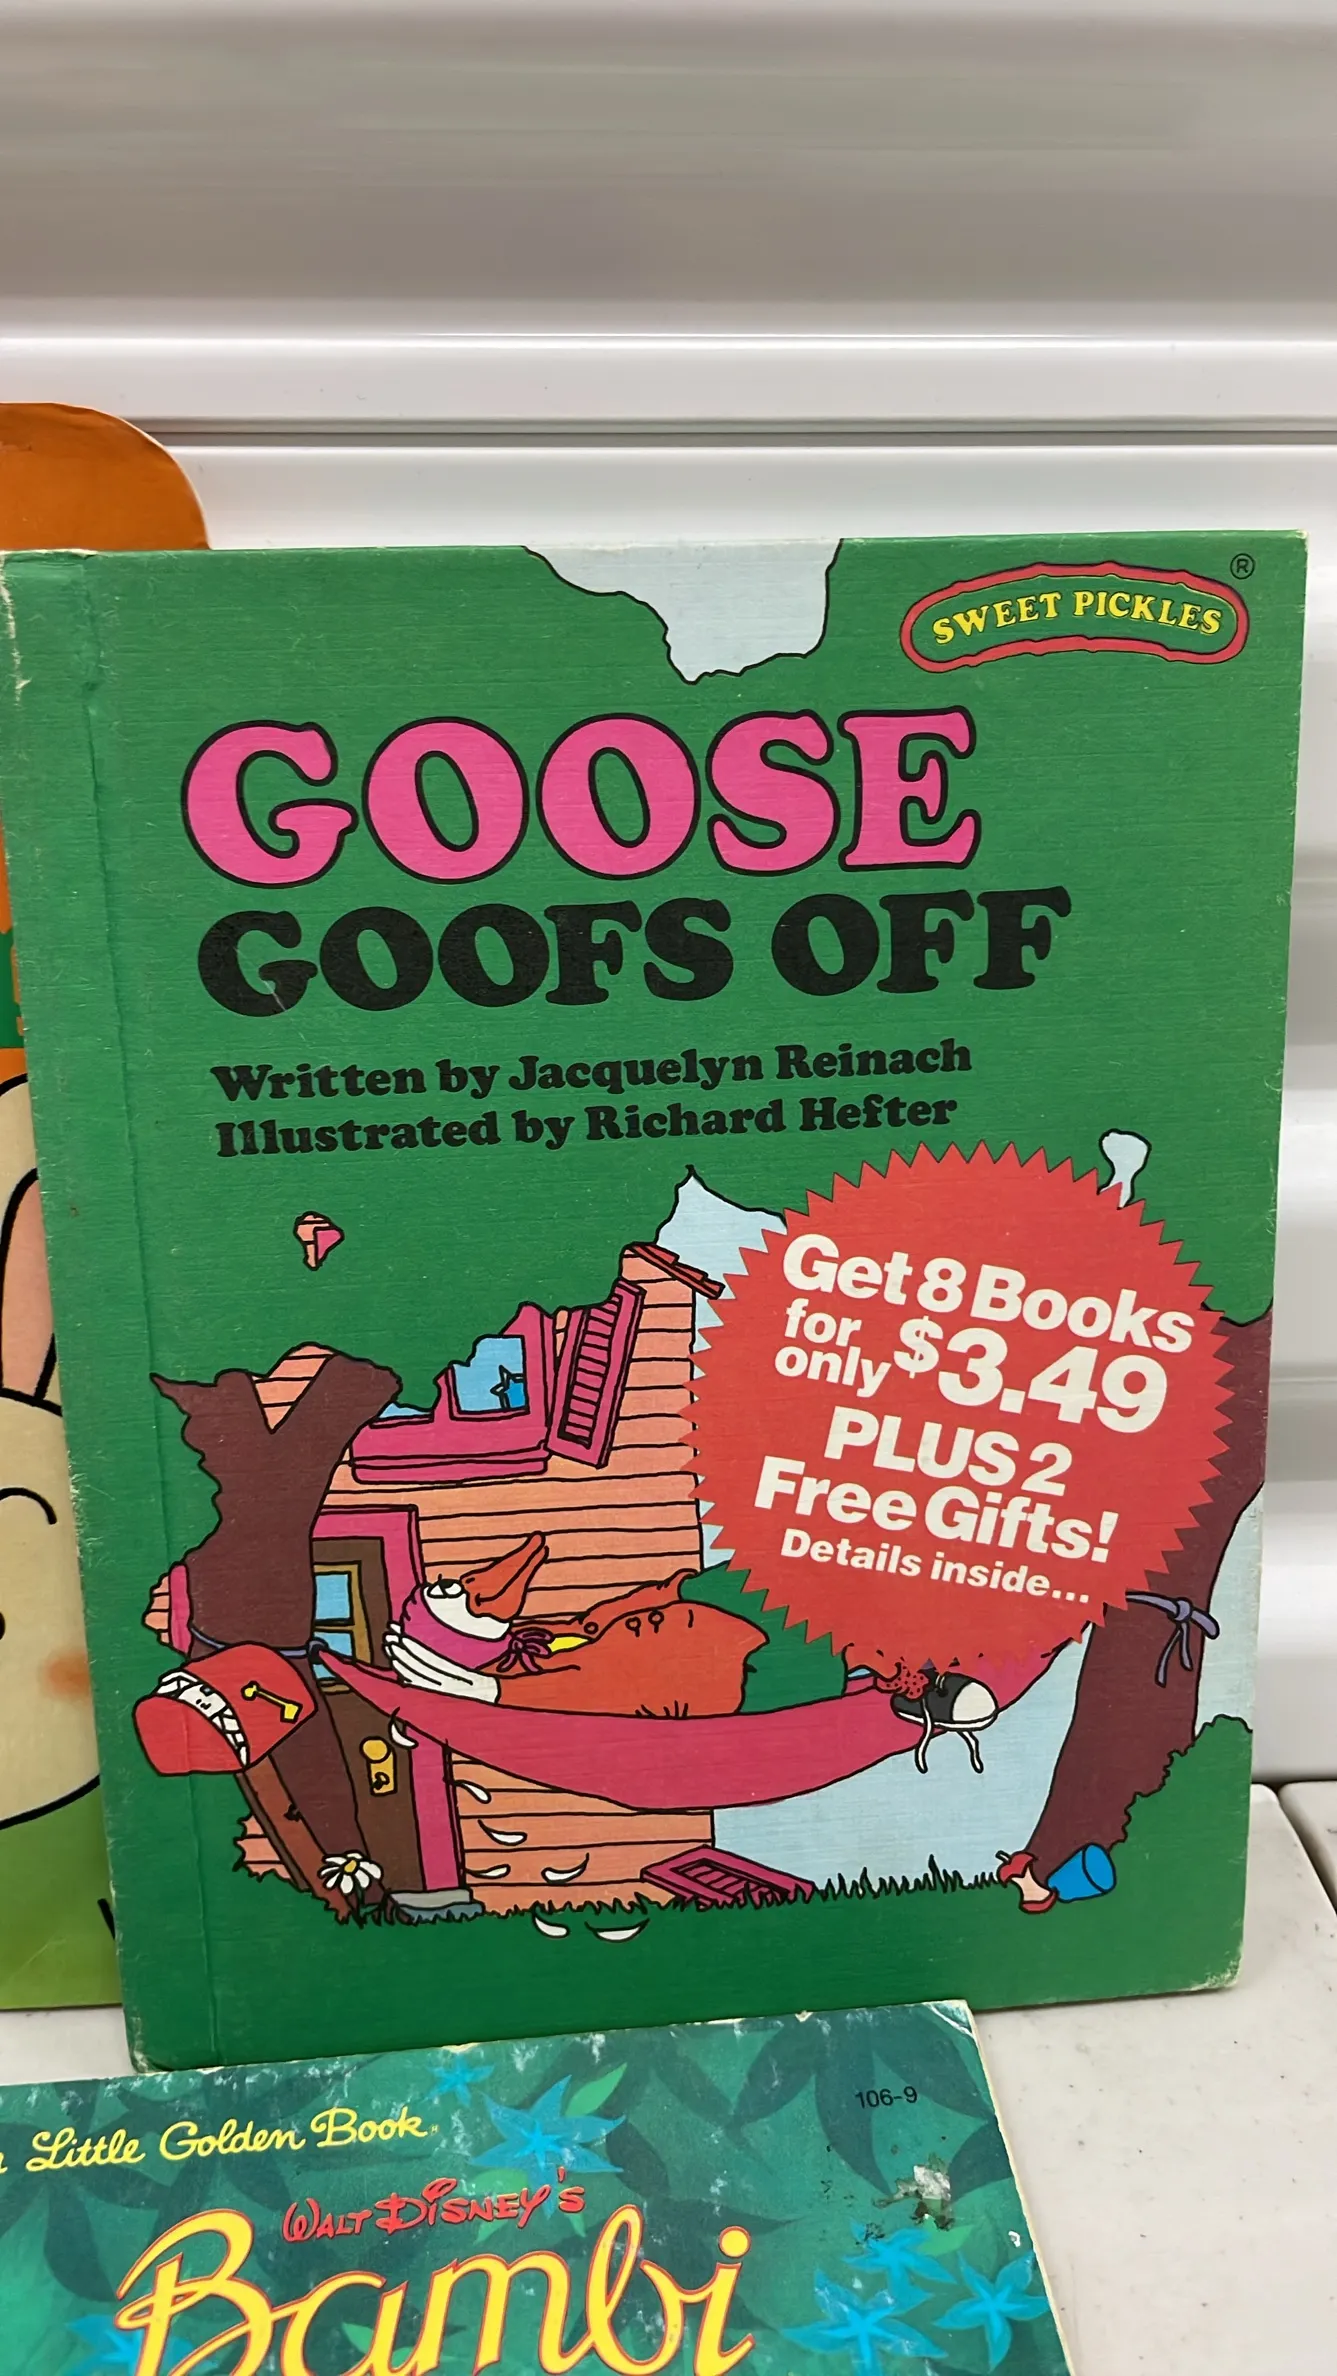 SWEET PICKLES ®
GOOSE
GOOFS OFF
Written by Jacquelyn Reinach
Illustrated by Richard Hefter
Get 8 Books
for only $3.49
PLUS 2
Free Gifts!
Details inside...
106-9
Little Golden Book
WALT DISNEY'S
Bambi